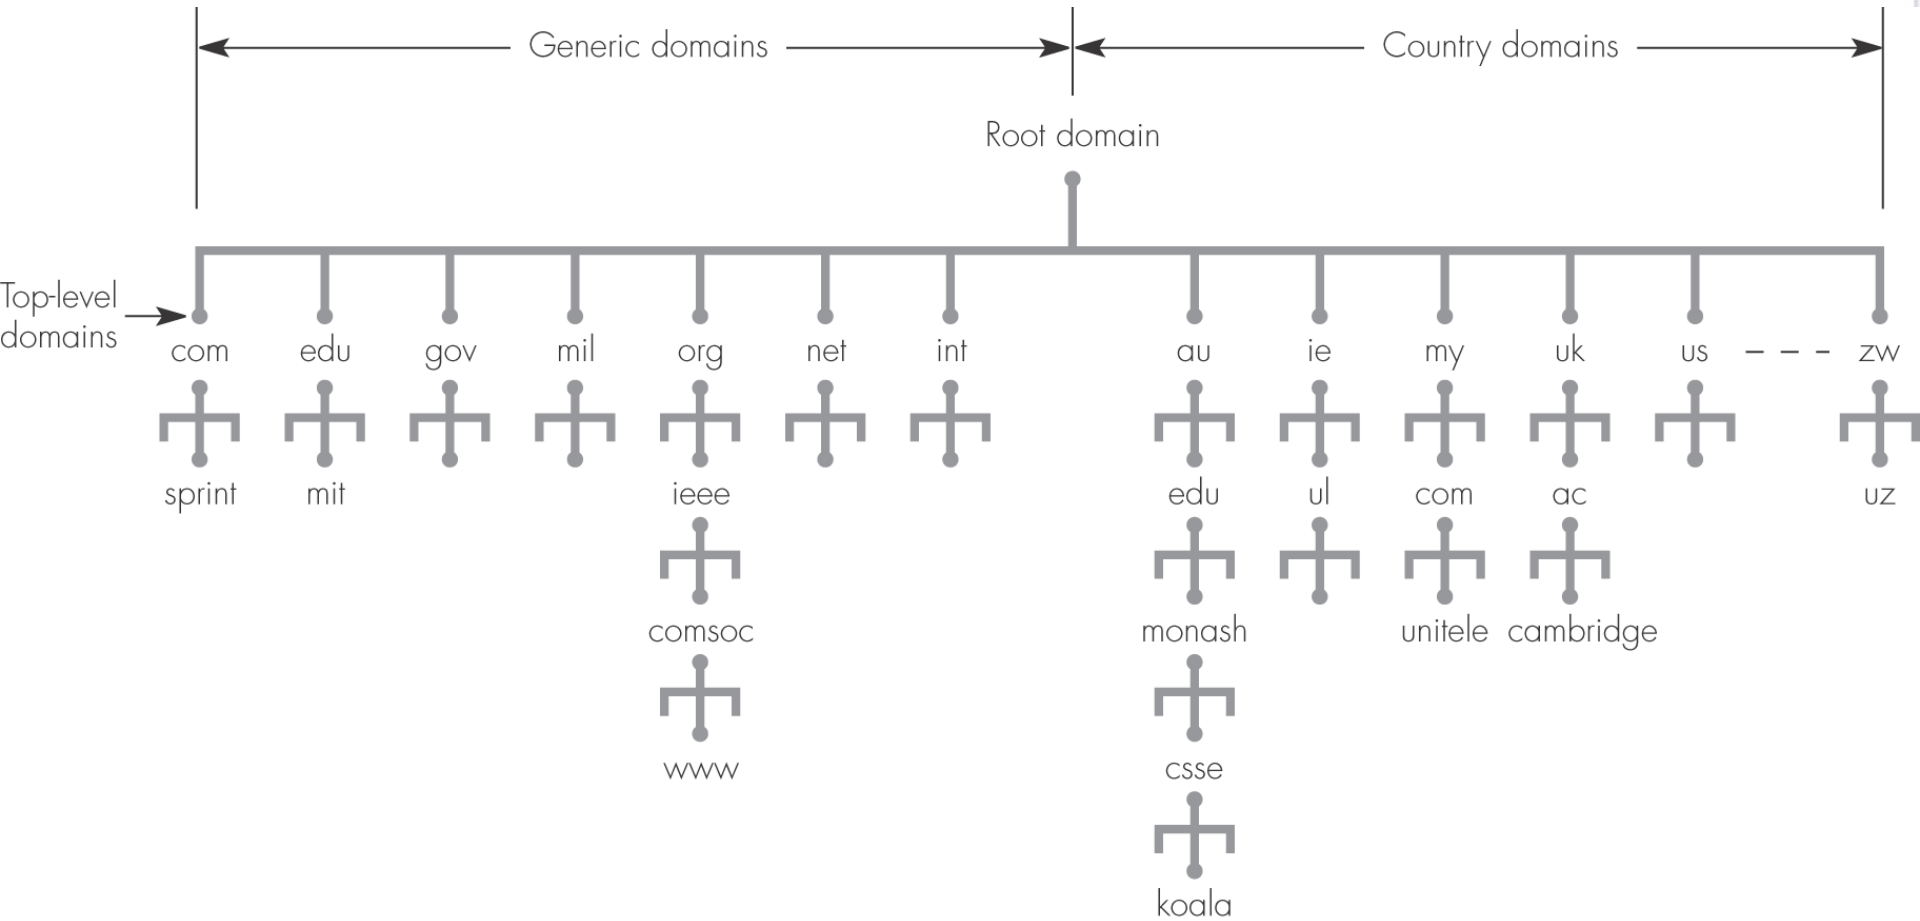 Generic domains
Country domains
Root domain
Top-level
domains
com edu gov mil org net int au ie my uk us zw
sprint mit ieee edu ul com ac uz
comsoc monash unitele cambridge
www csse
koala